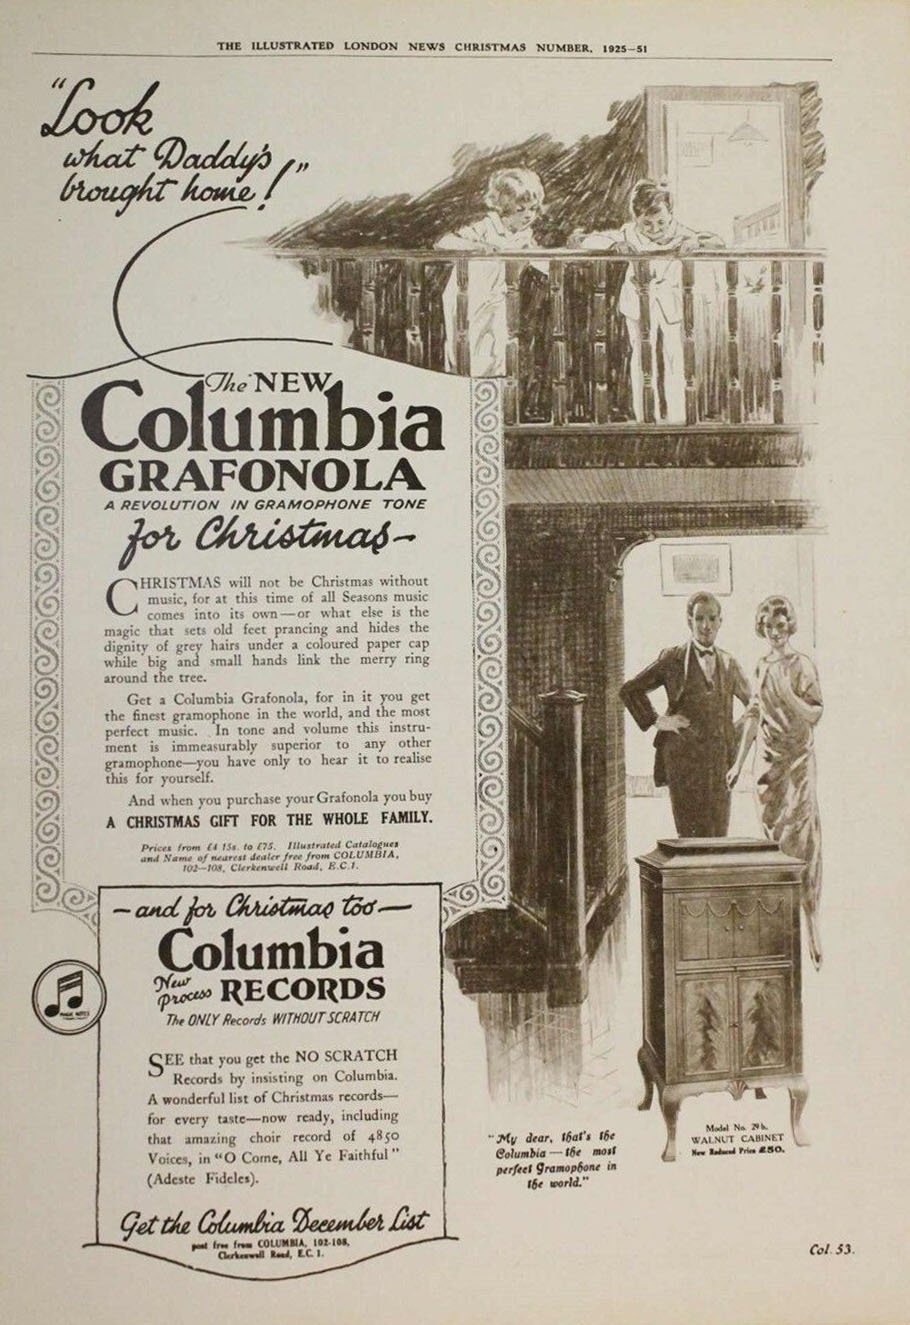 THE ILLUSTRATED LONDON NEWS CHRISTMAS NUMBER, 1925—51
"Look
what Daddy's
brought home!"
The NEW
Columbia
GRAFONOLA
A REVOLUTION IN GRAMOPHONE TONE
for Christmas—
CHRISTMAS will not be Christmas without
music, for at this time of all Seasons music
comes into its own—or what else is the
magic that sets old feet prancing and hides the
dignity of grey hairs under a coloured paper cap
while big and small hands link the merry ring
around the tree.
Get a Columbia Grafonola, for in it you get
the finest gramophone in the world, and the most
perfect music. In tone and volume this instru-
ment is immeasurably superior to any other
gramophone—you have only to hear it to realise
this for yourself.
And when you purchase your Grafonola you buy
A CHRISTMAS GIFT FOR THE WHOLE FAMILY.
Prices from £4 15s. to £75. Illustrated Catalogues
and Name of nearest dealer free from COLUMBIA,
102-108, Clerkenwell Road, E.C.1.
—and for Christmas too—
Columbia
New
process RECORDS
The ONLY Records WITHOUT SCRATCH
MAGIC NOTES
SEE that you get the NO SCRATCH
Records by insisting on Columbia.
A wonderful list of Christmas records—
for every taste—now ready, including
that amazing choir record of 4850
Voices, in "O Come, All Ye Faithful"
(Adeste Fideles).
Get the Columbia December List
post free from COLUMBIA, 102-108,
Clerkenwell Road, E.C. 1.
"My dear, that's the
Columbia — the most
perfect Gramophone in
the world."
Model No. 29b.
WALNUT CABINET
New Reduced Price £50.
Col. 53.